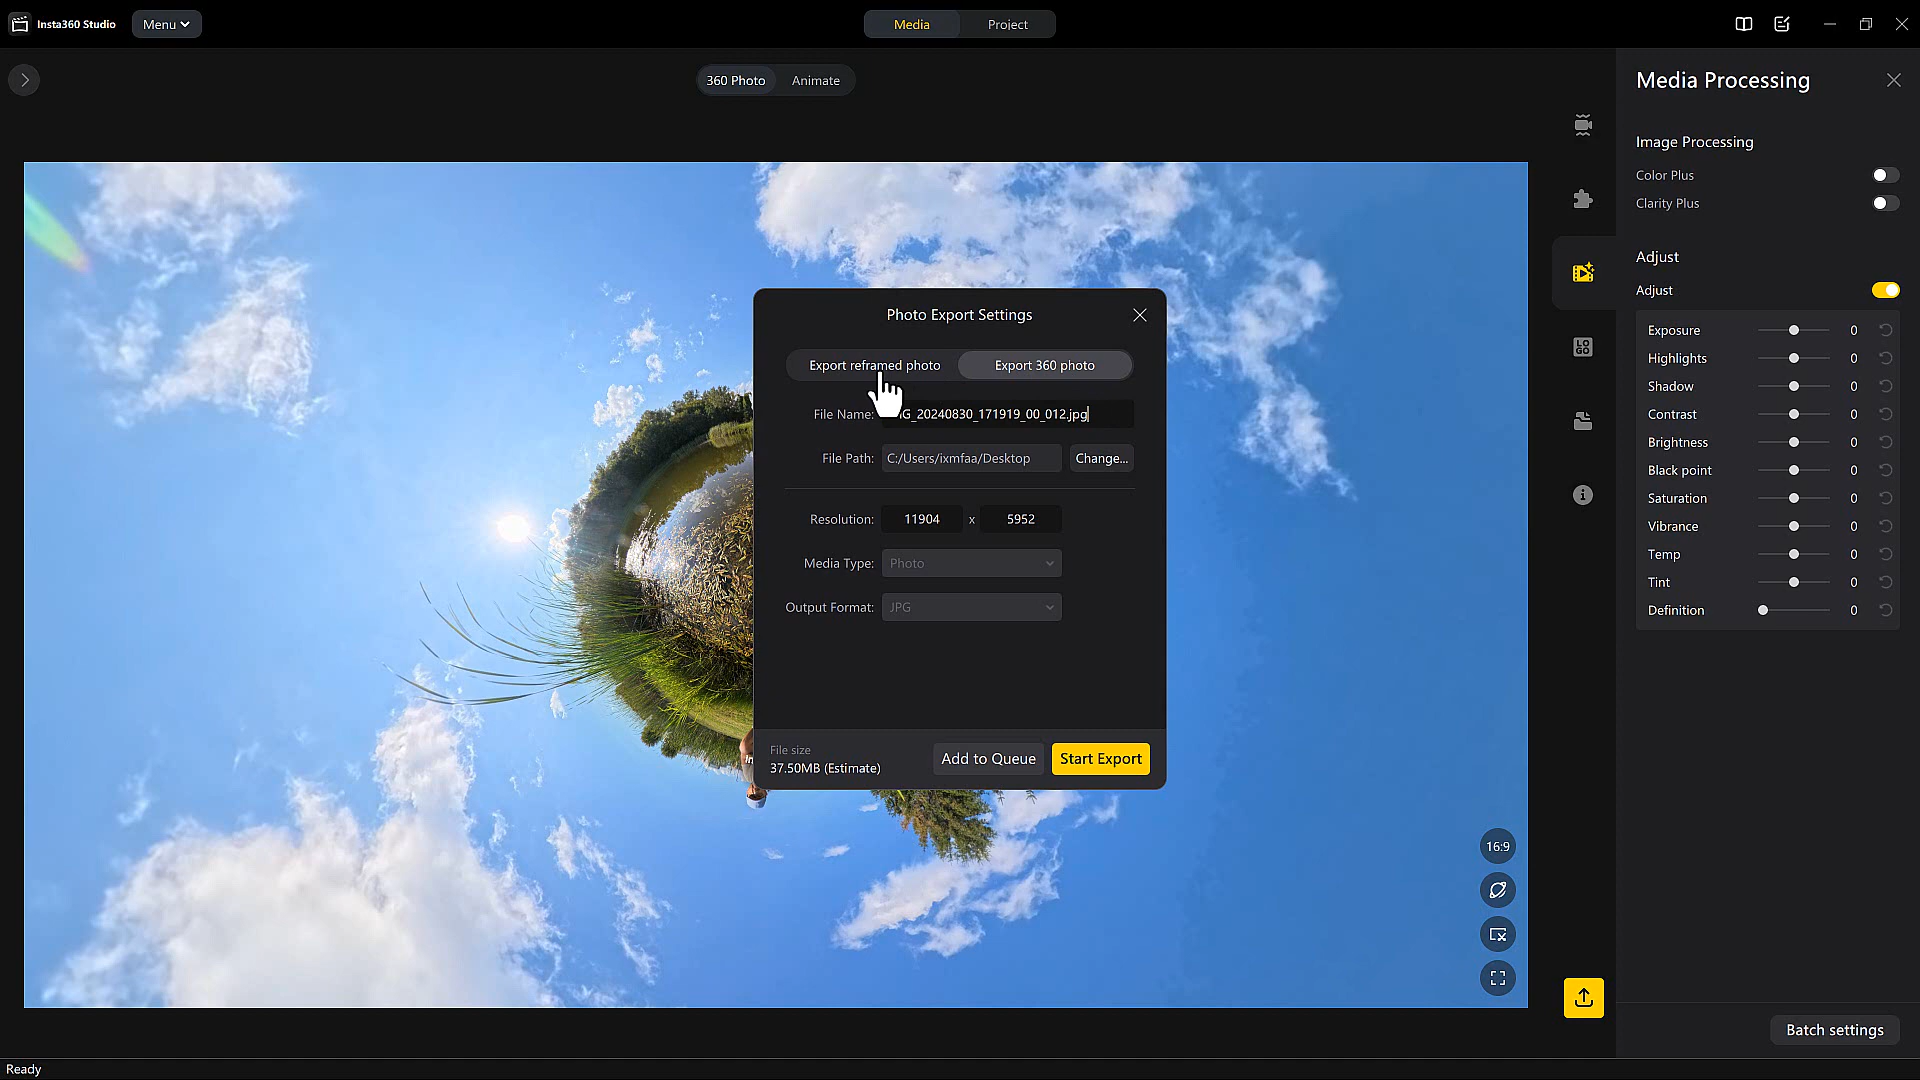 Insta360 Studio
Menu
Media
Project
360 Photo
Animate
Media Processing
Image Processing
Color Plus
Clarity Plus
Adjust
Adjust
Exposure 0
Highlights 0
Shadow 0
Contrast 0
Brightness 0
Black point 0
Saturation 0
Vibrance 0
Temp 0
Tint 0
Definition 0
LO
GO
Photo Export Settings
Export reframed photo
Export 360 photo
File Name: G_20240830_171919_00_012.jpg
File Path: C:/Users/ixmfaa/Desktop Change...
Resolution: 11904 x 5952
Media Type: Photo
Output Format: JPG
File size
37.50MB (Estimate)
Add to Queue
Start Export
16:9
Batch settings
Ready